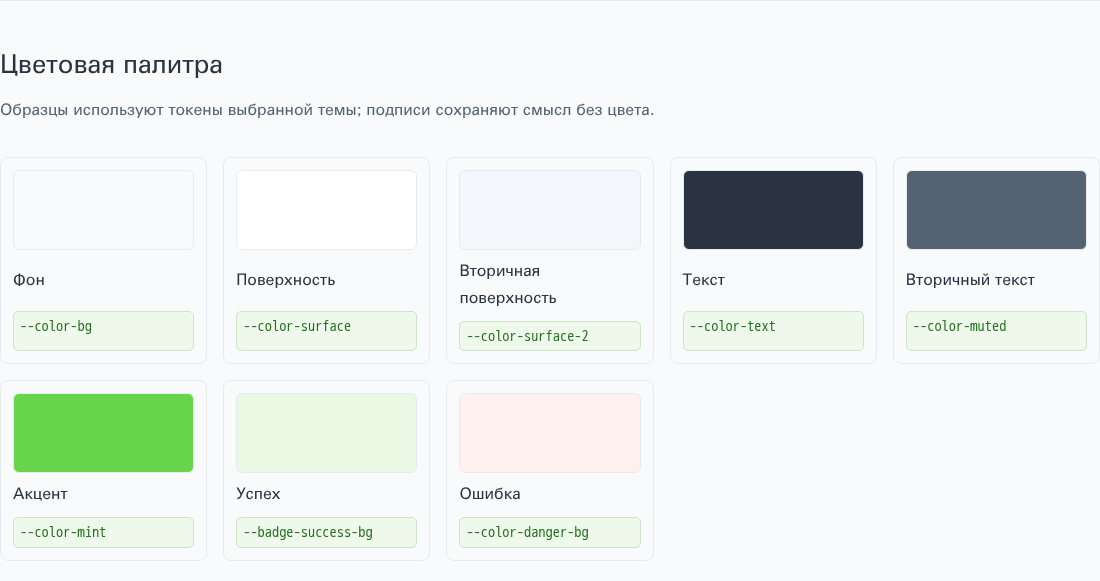 Цветовая палитра
Образцы используют токены выбранной темы; подписи сохраняют смысл без цвета.
Фон
--color-bg
Поверхность
--color-surface
Вторичная
поверхность
--color-surface-2
Текст
--color-text
Вторичный текст
--color-muted
Акцент
--color-mint
Успех
--badge-success-bg
Ошибка
--color-danger-bg